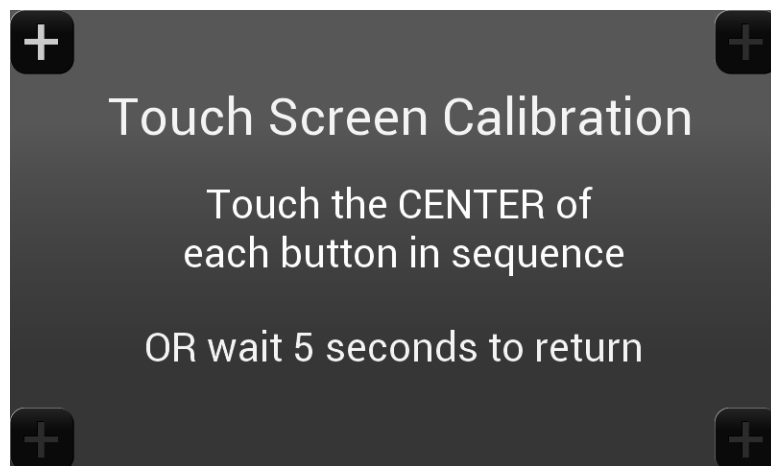 Touch Screen Calibration
Touch the CENTER of
each button in sequence
OR wait 5 seconds to return